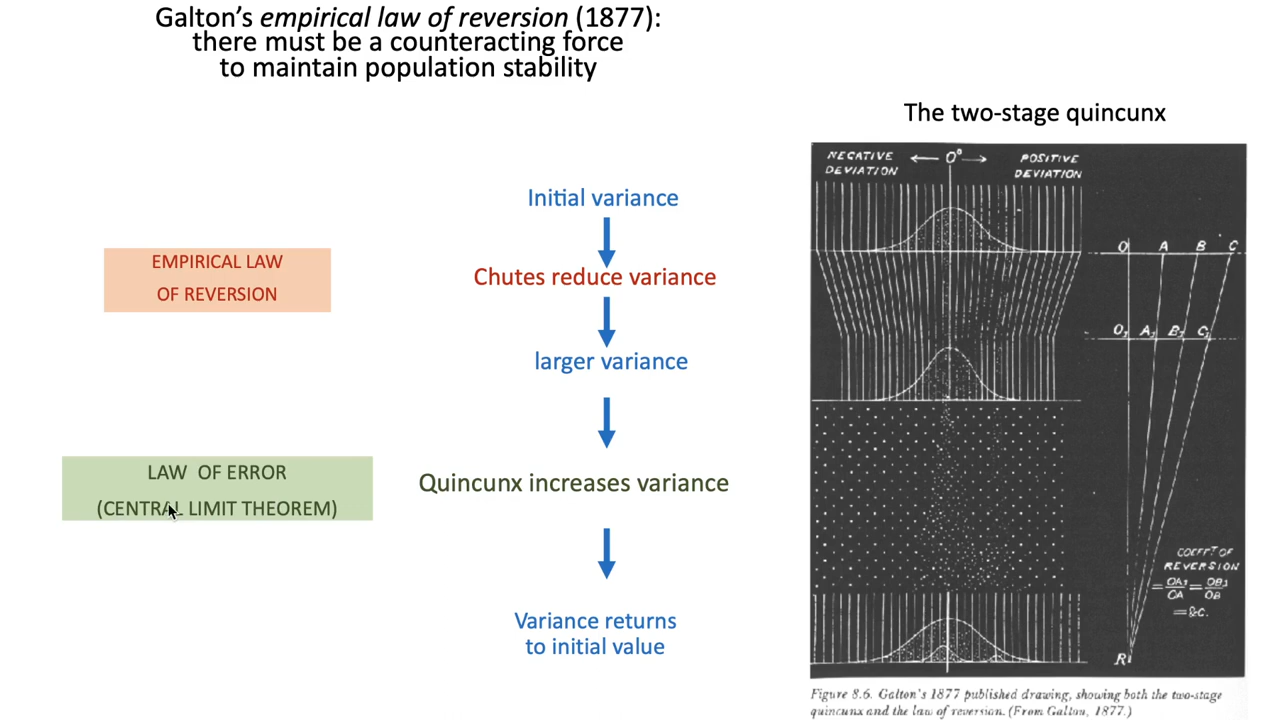 Galton's empirical law of reversion (1877):
there must be a counteracting force
to maintain population stability
The two-stage quincunx
Initial variance
EMPIRICAL LAW
OF REVERSION
Chutes reduce variance
larger variance
LAW OF ERROR
(CENTRAL LIMIT THEOREM)
Quincunx increases variance
Variance returns
to initial value
NEGATIVE
DEVIATION
0°
POSITIVE
DEVIATION
O A B C
O₁ A₁ B₁ C₁
COEFFT OF
REVERSION
= OA₁/OA = OB₁/OB
= &C.
R
Figure 8.6. Galton's 1877 published drawing, showing both the two-stage
quincunx and the law of reversion. (From Galton, 1877.)